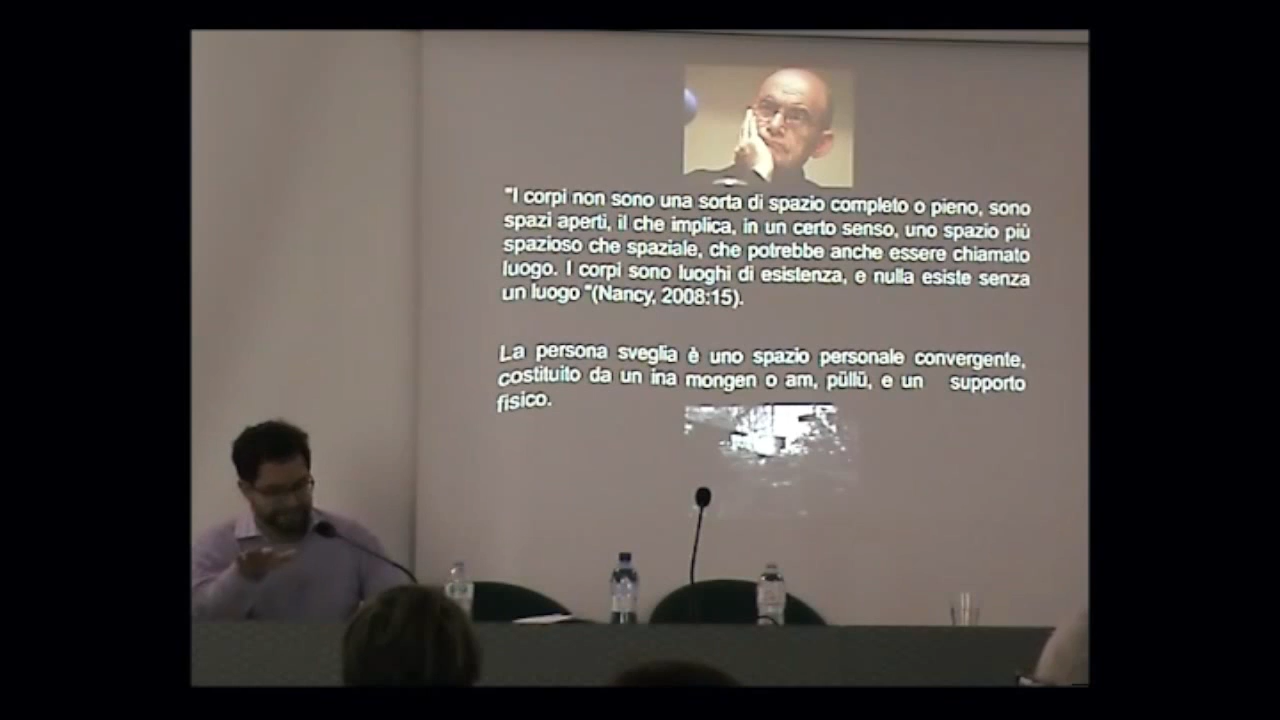 "I corpi non sono una sorta di spazio completo o pieno, sono
spazi aperti, il che implica, in un certo senso, uno spazio più
spazioso che spaziale, che potrebbe anche essere chiamato
luogo. I corpi sono luoghi di esistenza, e nulla esiste senza
un luogo "(Nancy, 2008:15).
La persona sveglia è uno spazio personale convergente,
costituito da un ina mongen o am, püllü, e un supporto
fisico.